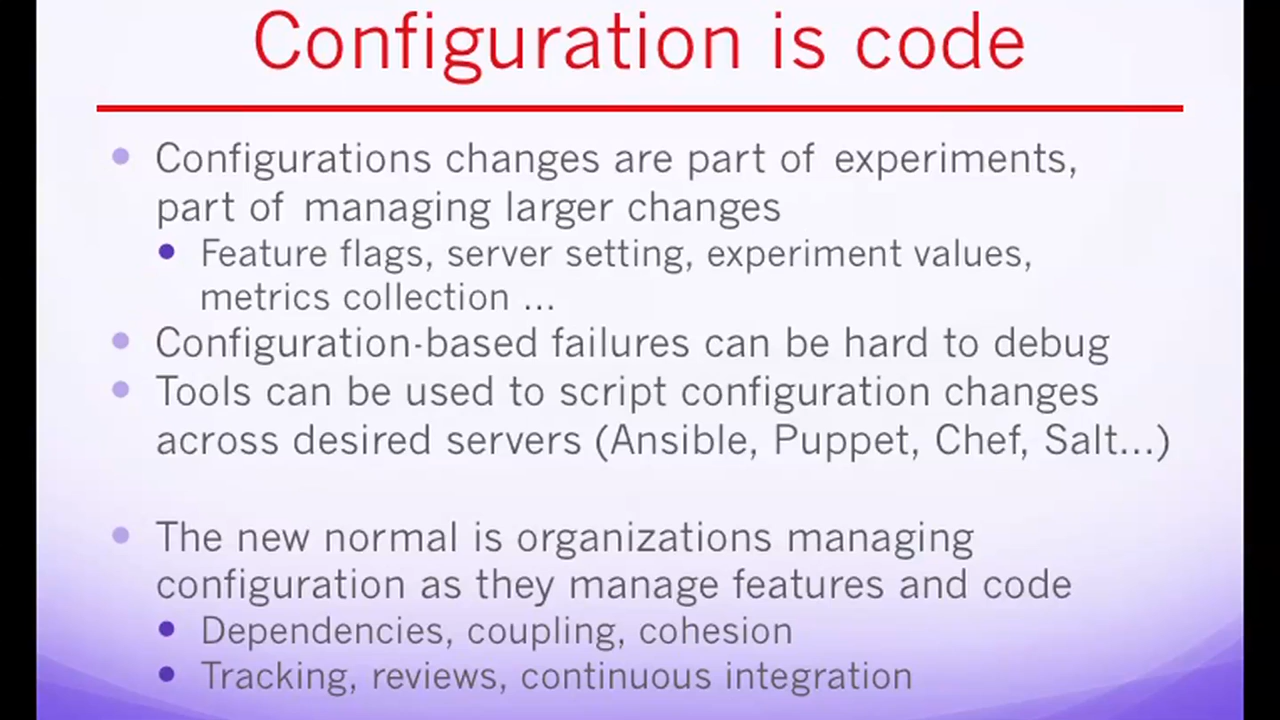 Configuration is code
Configurations changes are part of experiments,
part of managing larger changes
Feature flags, server setting, experiment values,
metrics collection ...
Configuration-based failures can be hard to debug
Tools can be used to script configuration changes
across desired servers (Ansible, Puppet, Chef, Salt...)
The new normal is organizations managing
configuration as they manage features and code
Dependencies, coupling, cohesion
Tracking, reviews, continuous integration